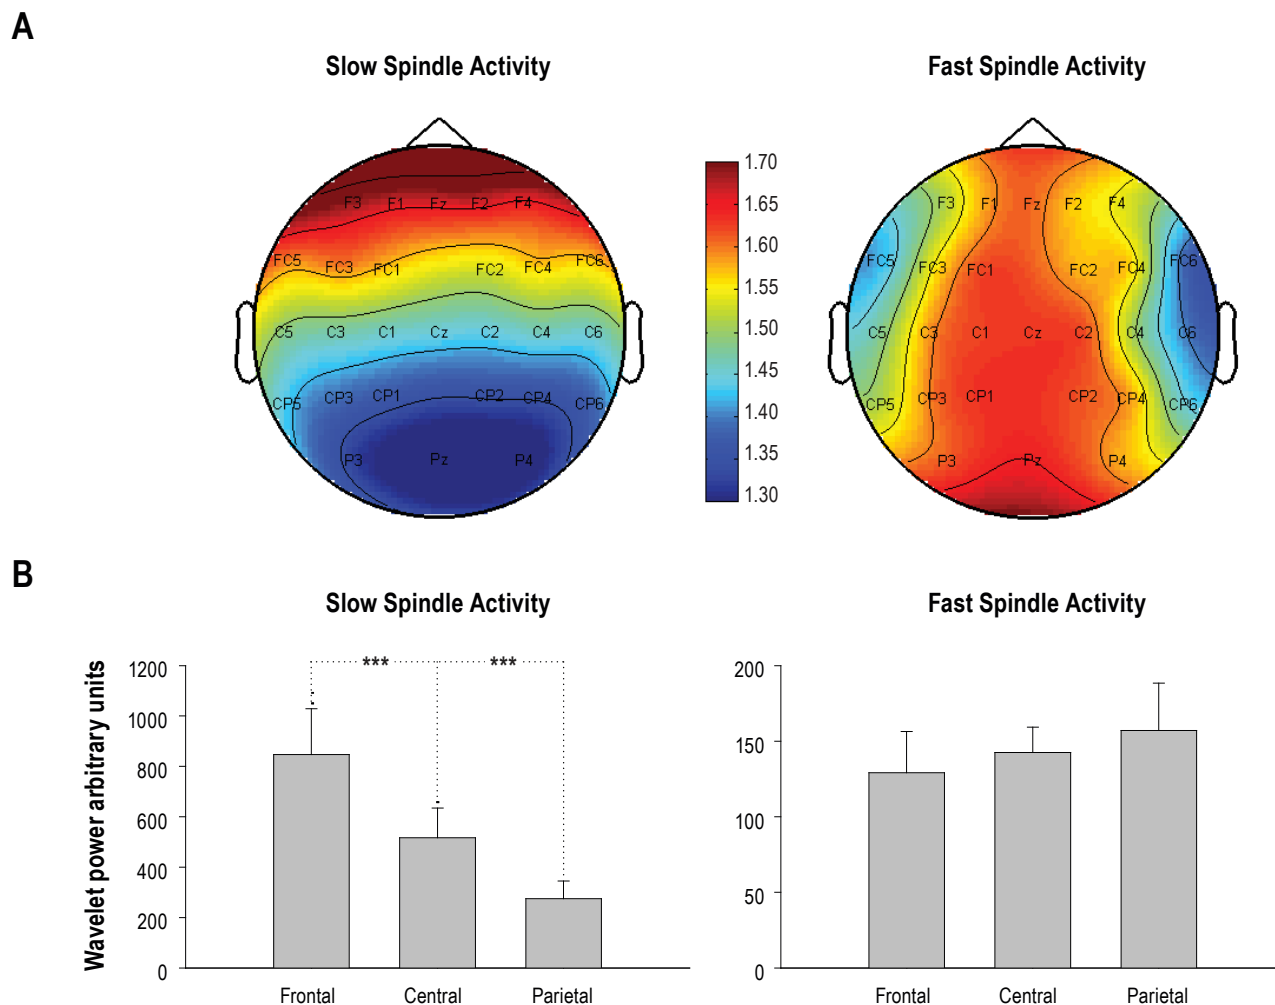 A
Slow Spindle Activity
Fast Spindle Activity
F3 F1 Fz F2 F4
FC5 FC3 FC1 FC2 FC4 FC6
C5 C3 C1 Cz C2 C4 C6
CP5 CP3 CP1 CP2 CP4 CP6
P3 Pz P4
1.70
1.65
1.60
1.55
1.50
1.45
1.40
1.35
1.30
F3 F1 Fz F2 F4
FC5 FC3 FC1 FC2 FC4 FC6
C5 C3 C1 Cz C2 C4 C6
CP5 CP3 CP1 CP2 CP4 CP6
P3 Pz P4
B
Slow Spindle Activity
Wavelet power arbitrary units
1200
1000
800
600
400
200
0
*** ***
Frontal Central Parietal
Fast Spindle Activity
200
150
100
50
0
Frontal Central Parietal